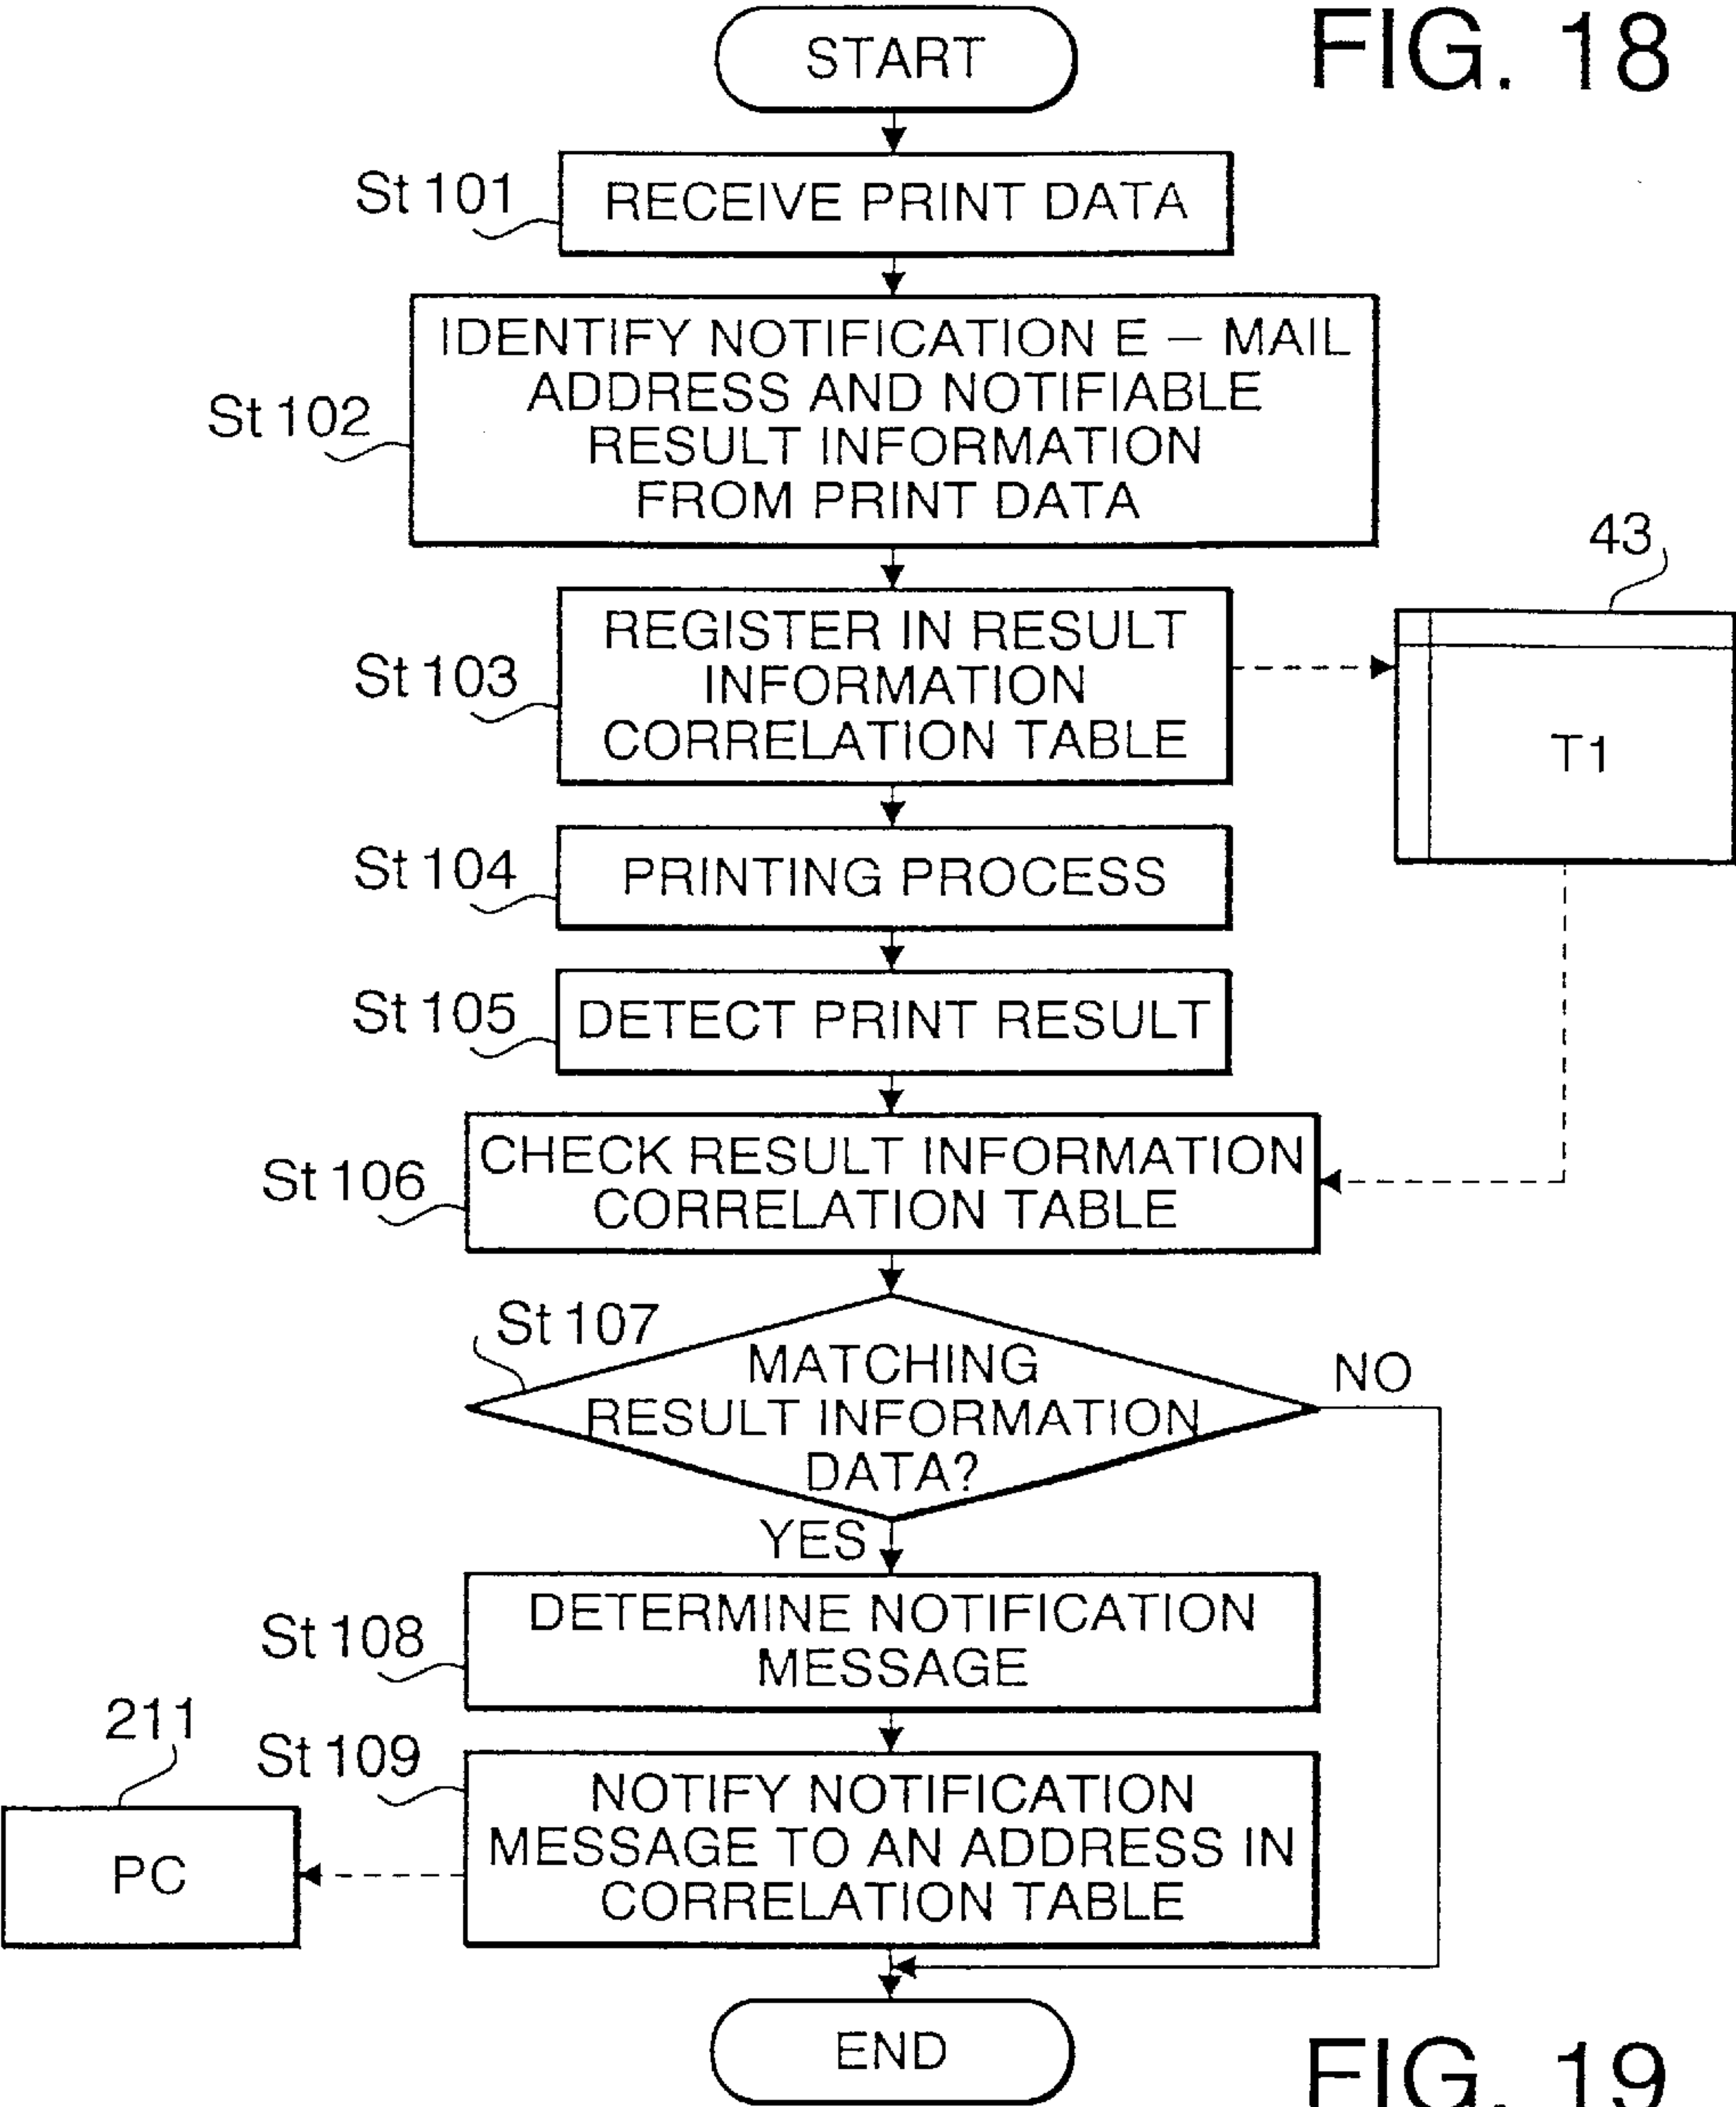 FIG. 18
START
St 101
RECEIVE PRINT DATA
St 102
IDENTIFY NOTIFICATION E – MAIL
ADDRESS AND NOTIFIABLE
RESULT INFORMATION
FROM PRINT DATA
St 103
REGISTER IN RESULT
INFORMATION
CORRELATION TABLE
43
T1
St 104
PRINTING PROCESS
St 105
DETECT PRINT RESULT
St 106
CHECK RESULT INFORMATION
CORRELATION TABLE
St 107
MATCHING
RESULT INFORMATION
DATA?
NO
YES
St 108
DETERMINE NOTIFICATION
MESSAGE
211
PC
St 109
NOTIFY NOTIFICATION
MESSAGE TO AN ADDRESS IN
CORRELATION TABLE
END
FIG. 19